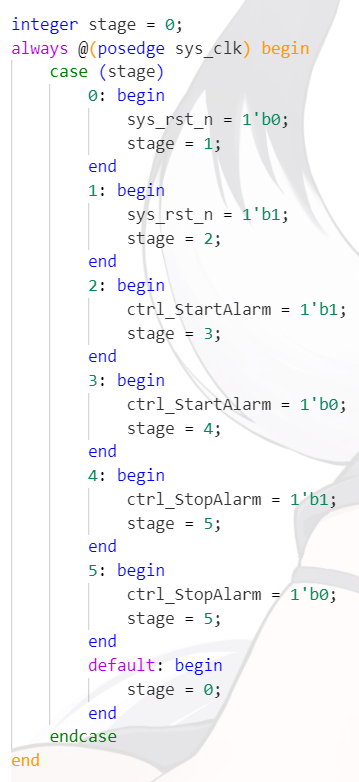 integer stage = 0;
always @(posedge sys_clk) begin
    case (stage)
        0: begin
            sys_rst_n = 1'b0;
            stage = 1;
        end
        1: begin
            sys_rst_n = 1'b1;
            stage = 2;
        end
        2: begin
            ctrl_StartAlarm = 1'b1;
            stage = 3;
        end
        3: begin
            ctrl_StartAlarm = 1'b0;
            stage = 4;
        end
        4: begin
            ctrl_StopAlarm = 1'b1;
            stage = 5;
        end
        5: begin
            ctrl_StopAlarm = 1'b0;
            stage = 5;
        end
        default: begin
            stage = 0;
        end
    endcase
end